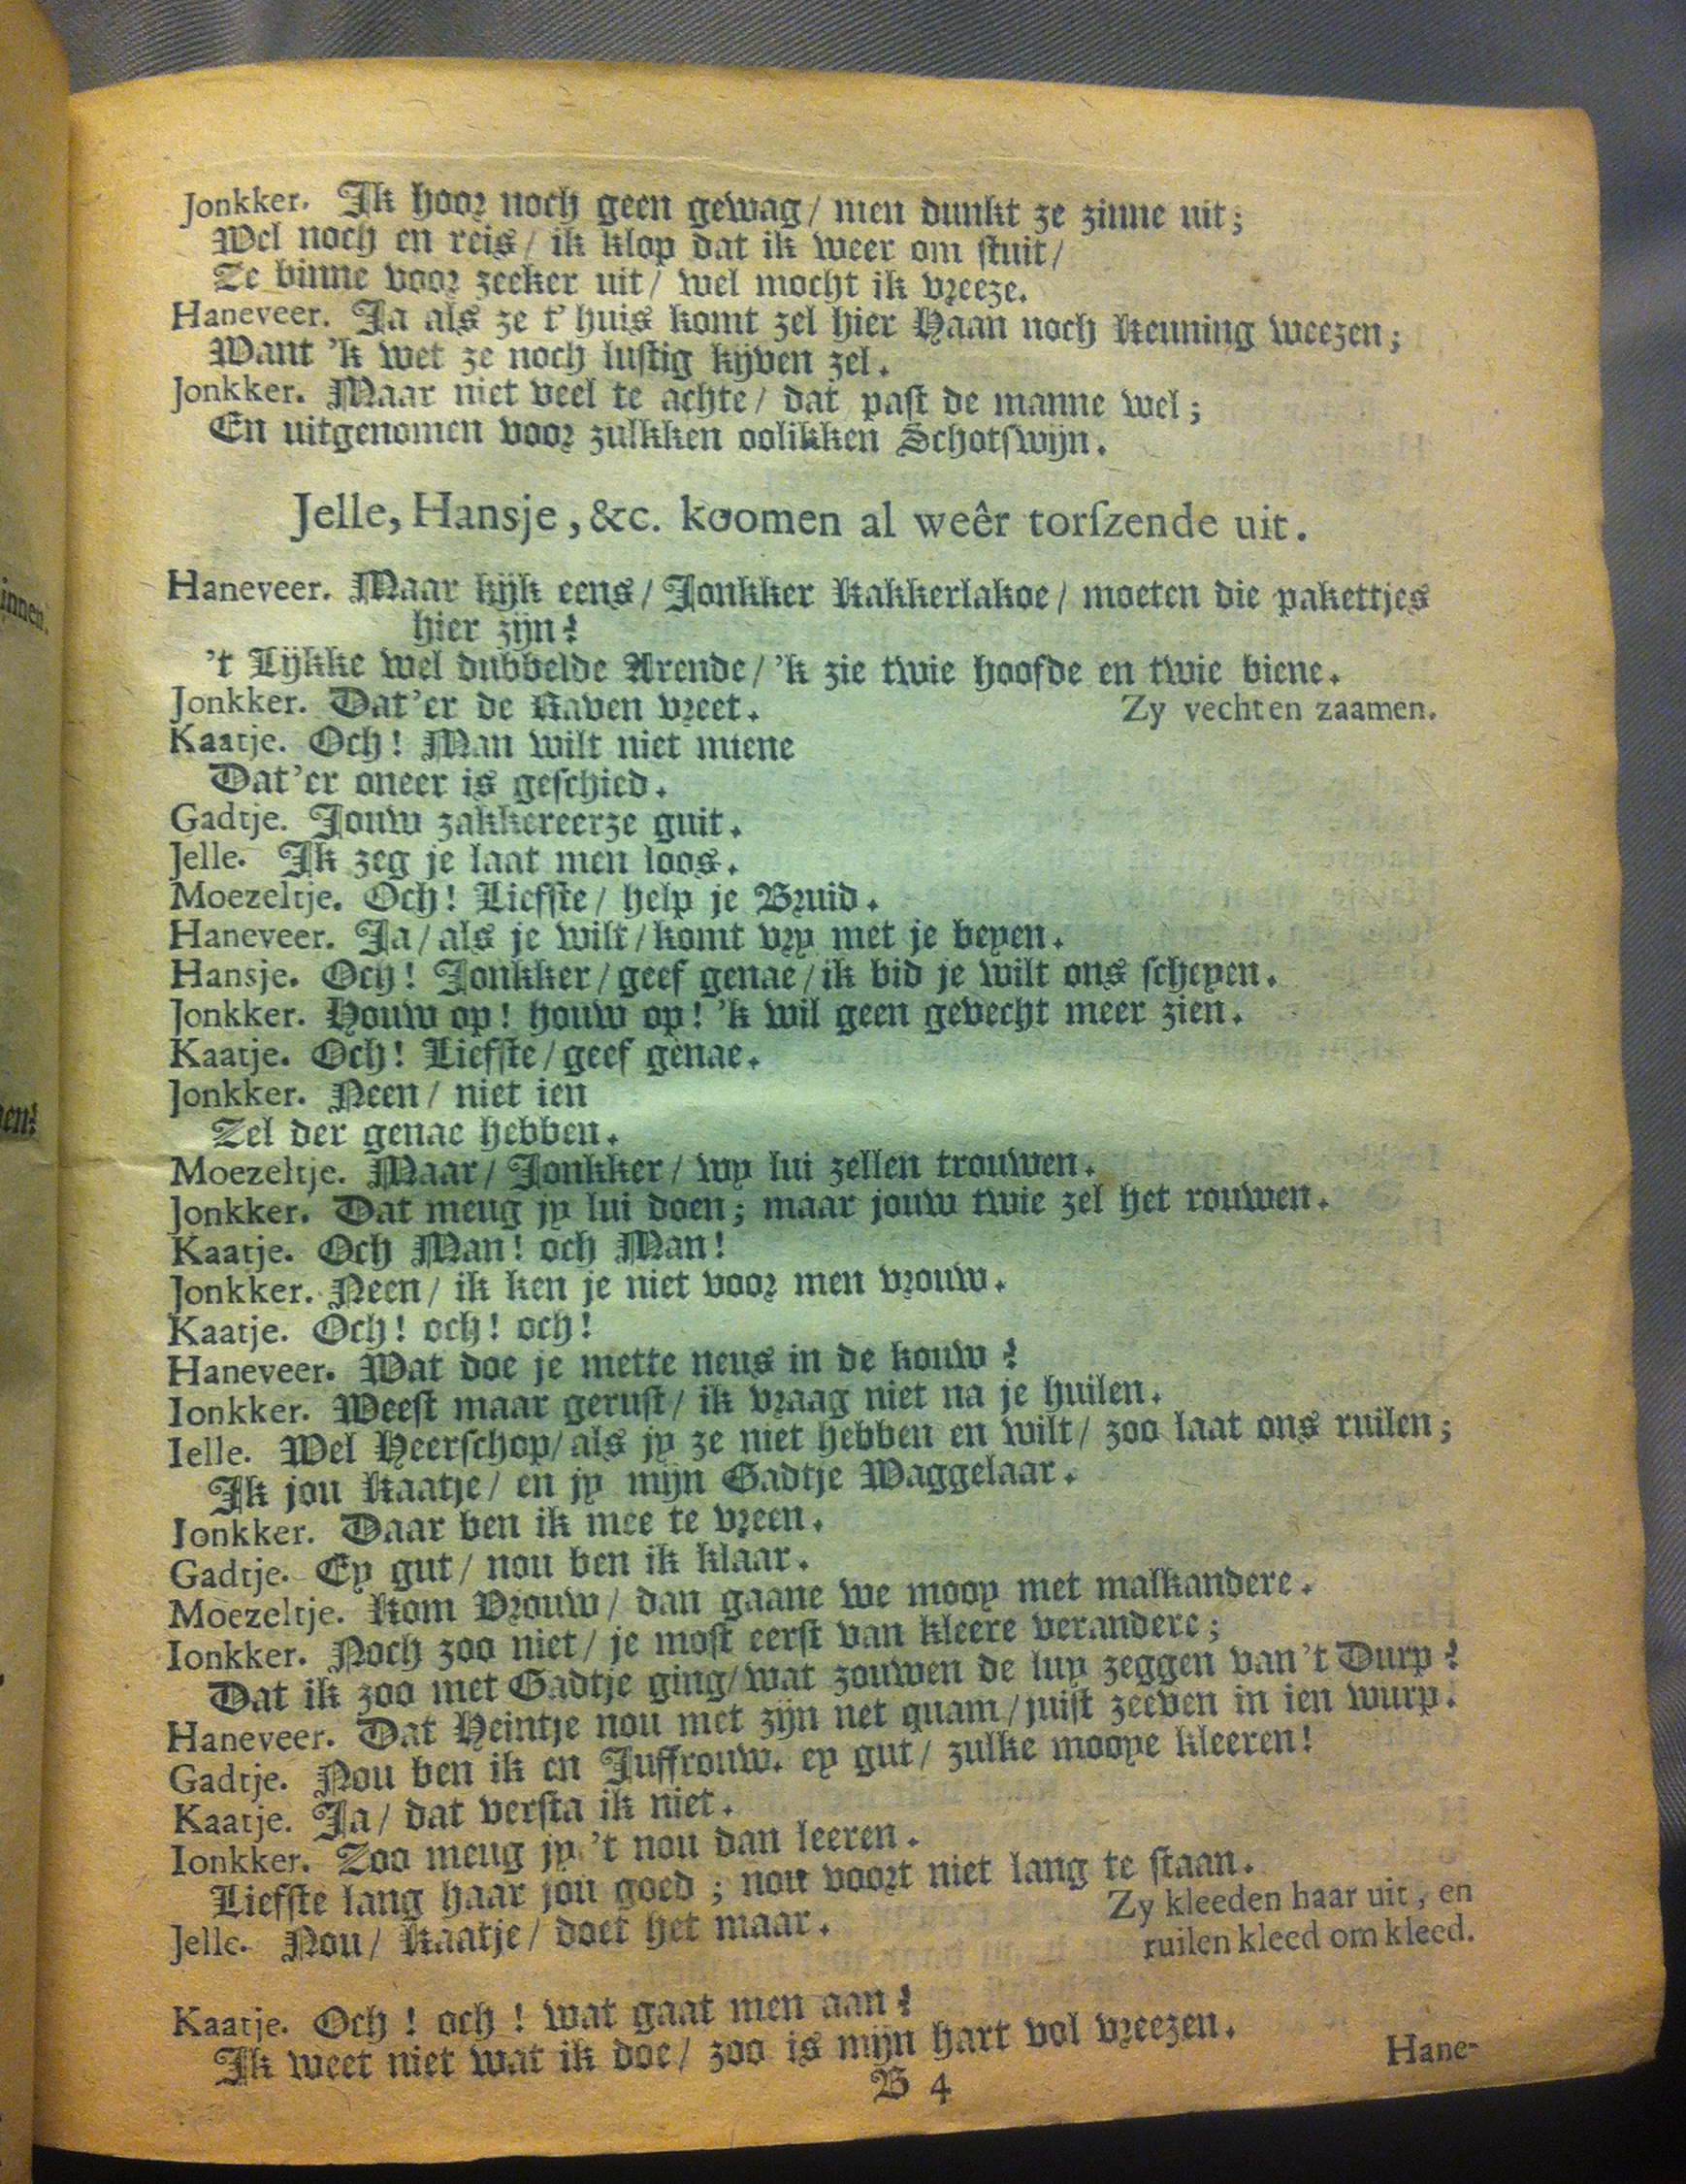 Jonkker. Ik hoor noch geen gewag / men dunkt ze zinne uit;
Wel noch en reis / ik klop dat ik weer om stuit /
Ze binne voor zeeker uit / wel mocht ik vreeze.
Haneveer. Ja als ze t' huis komt zel hier Haan noch Keuning weezen;
Want 'k wet ze noch lustig kijven zel.
Jonkker. Maar niet veel te achte / dat past de manne wel;
En uitgenomen voor zulkken oolikken Schotswijn.
Jelle, Hansje, &c. koomen al weêr torſzende uit.
Haneveer. Maar kijk eens / Jonkker Kakkerlakoe / moeten die pakettjes
hier zijn?
't Lijkke wel dubbelde Arende / 'k zie twie hoofde en twie biene.
Jonkker. Dat'er de Raven vreet. Zy vechten zaamen.
Kaatje. Och! Man wilt niet miene
Dat'er oneer is geschied.
Gadtje. Jouw zakkereerze guit.
Jelle. Ik zeg je laat men loos.
Moezeltje. Och! Liefste / help je Bruid.
Haneveer. Ja / als je wilt / komt vry met je beyen.
Hansje. Och! Jonkker / geef genae / ik bid je wilt ons scheyen.
Jonkker. Houw op! houw op! 'k wil geen gevecht meer zien.
Kaatje. Och! Liefste / geef genae.
Jonkker. Neen / niet ien
Zel der genae hebben.
Moezeltje. Maar / Jonkker / wy lui zellen trouwen.
Jonkker. Dat meug jy lui doen; maar jouw twie zel het rouwen.
Kaatje. Och Man! och Man!
Jonkker. Neen / ik ken je niet voor men vrouw.
Kaatje. Och! och! och!
Haneveer. Wat doe je mette neus in de kouw?
Ionkker. Weest maar gerust / ik vraag niet na je huilen.
Ielle. Wel Heerschop / als jy ze niet hebben en wilt / zoo laat ons ruilen;
Ik jou Kaatje / en jy mijn Gadtje Waggelaar.
Ionkker. Daar ben ik mee te vreen.
Gadtje. Ey gut / nou ben ik klaar.
Moezeltje. Kom Vrouw / dan gaane we mooy met malkandere.
Ionkker. Noch zoo niet / je most eerst van kleere verandere;
Dat ik zoo met Gadtje ging / wat zouwen de luy zeggen van't Durp?
Haneveer. Dat Heintje nou met zijn net quam / juist zeeven in ien wurp.
Gadtje. Nou ben ik en Juffrouw. ey gut / zulke mooye kleeren!
Kaatje. Ja / dat versta ik niet.
Ionkker. Zoo meug jy 't nou dan leeren.
Liefste lang haar jou goed; nou voort niet lang te staan.
Jelle. Nou / Kaatje / doet het maar. Zy kleeden haar uit, en
ruilen kleed om kleed.
Kaatje. Och! och! wat gaat men aan?
Ik weet niet wat ik doe / zoo is mijn hart vol vreezen.
B 4 Hane-